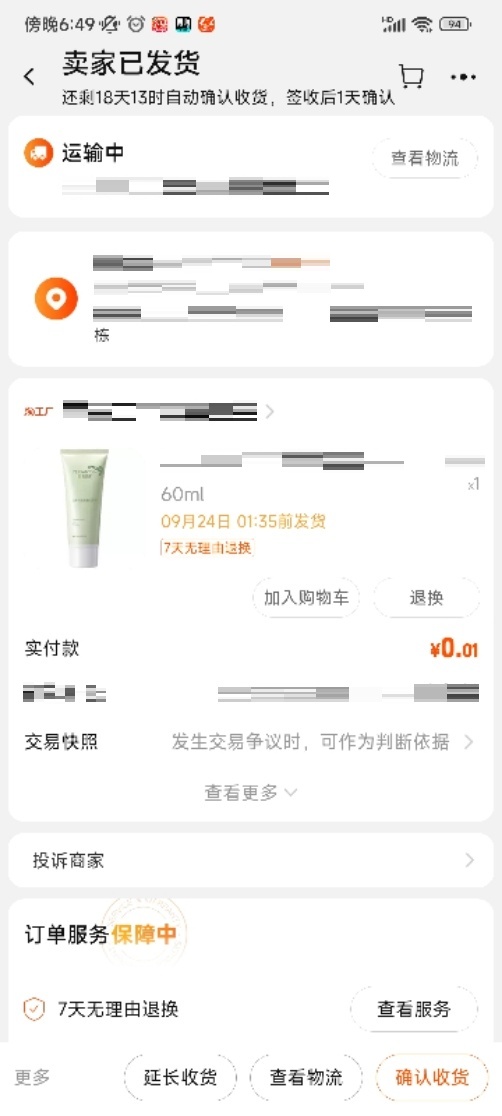 傍晚6:49
94
卖家已发货
还剩18天13时自动确认收货，签收后1天确认
运输中
查看物流
栋
淘工厂
60ml
x1
09月24日 01:35前发货
7天无理由退换
加入购物车
退换
实付款
¥0.01
交易快照
发生交易争议时，可作为判断依据
查看更多
投诉商家
订单服务保障中
7天无理由退换
查看服务
更多
延长收货
查看物流
确认收货